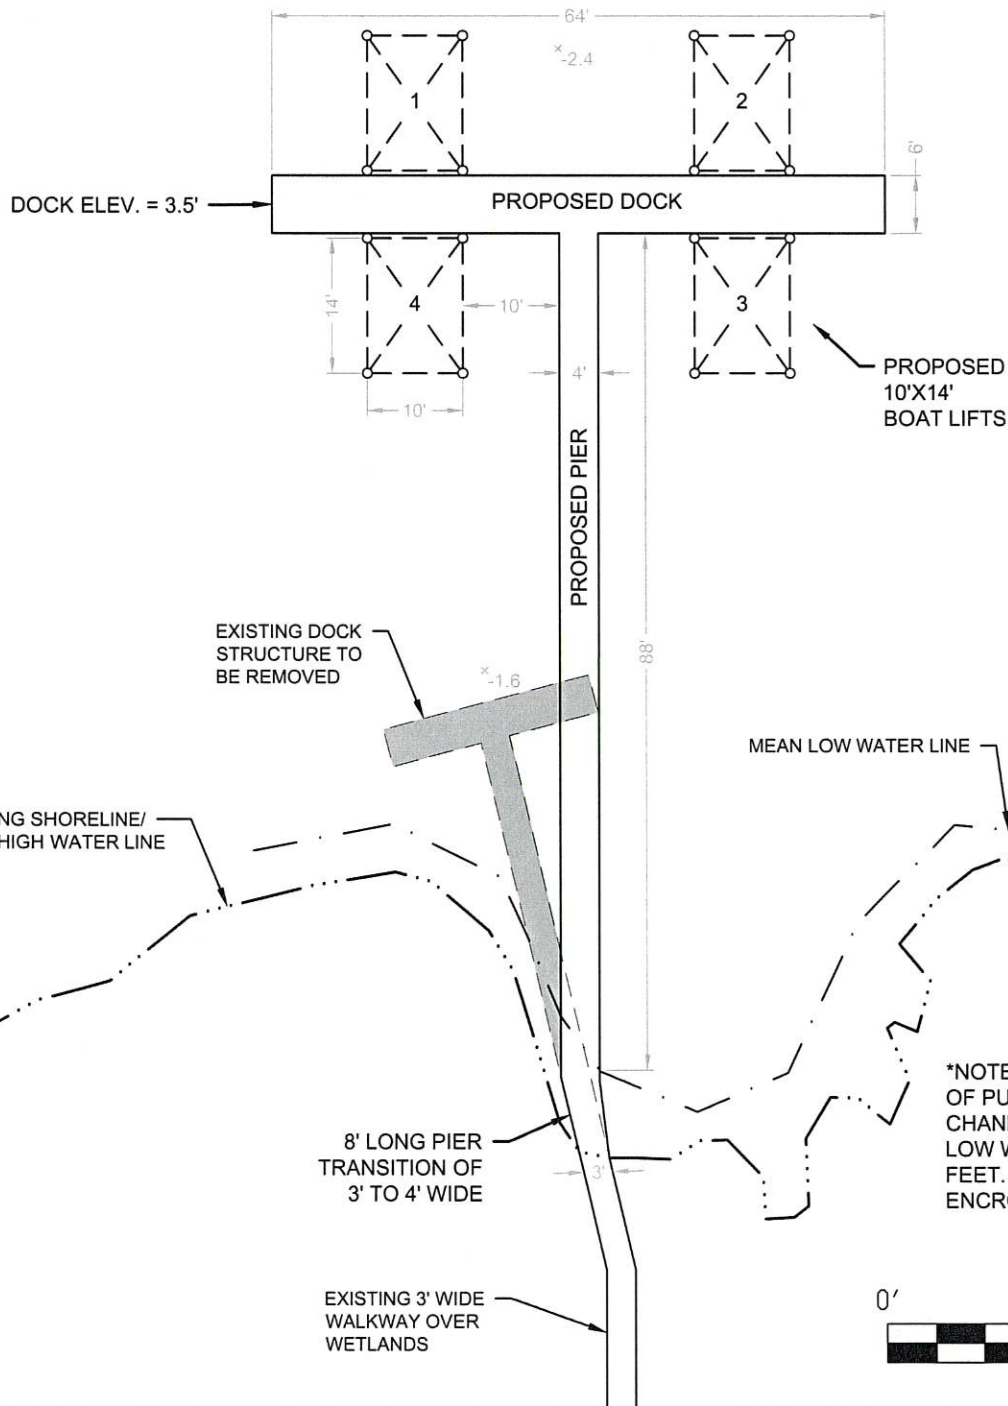 64'
-2.4
1
2
6'
DOCK ELEV. = 3.5'
PROPOSED DOCK
14'
4
10'
3
4'
10'
PROPOSED
10'X14'
BOAT LIFTS
PROPOSED PIER
88'
EXISTING DOCK
STRUCTURE TO
BE REMOVED
-1.6
MEAN LOW WATER LINE
NG SHORELINE/
HIGH WATER LINE
*NOTE
OF PU
CHAN
LOW W
FEET.
ENCR
8' LONG PIER
TRANSITION OF
3' TO 4' WIDE
3'
EXISTING 3' WIDE
WALKWAY OVER
WETLANDS
0'